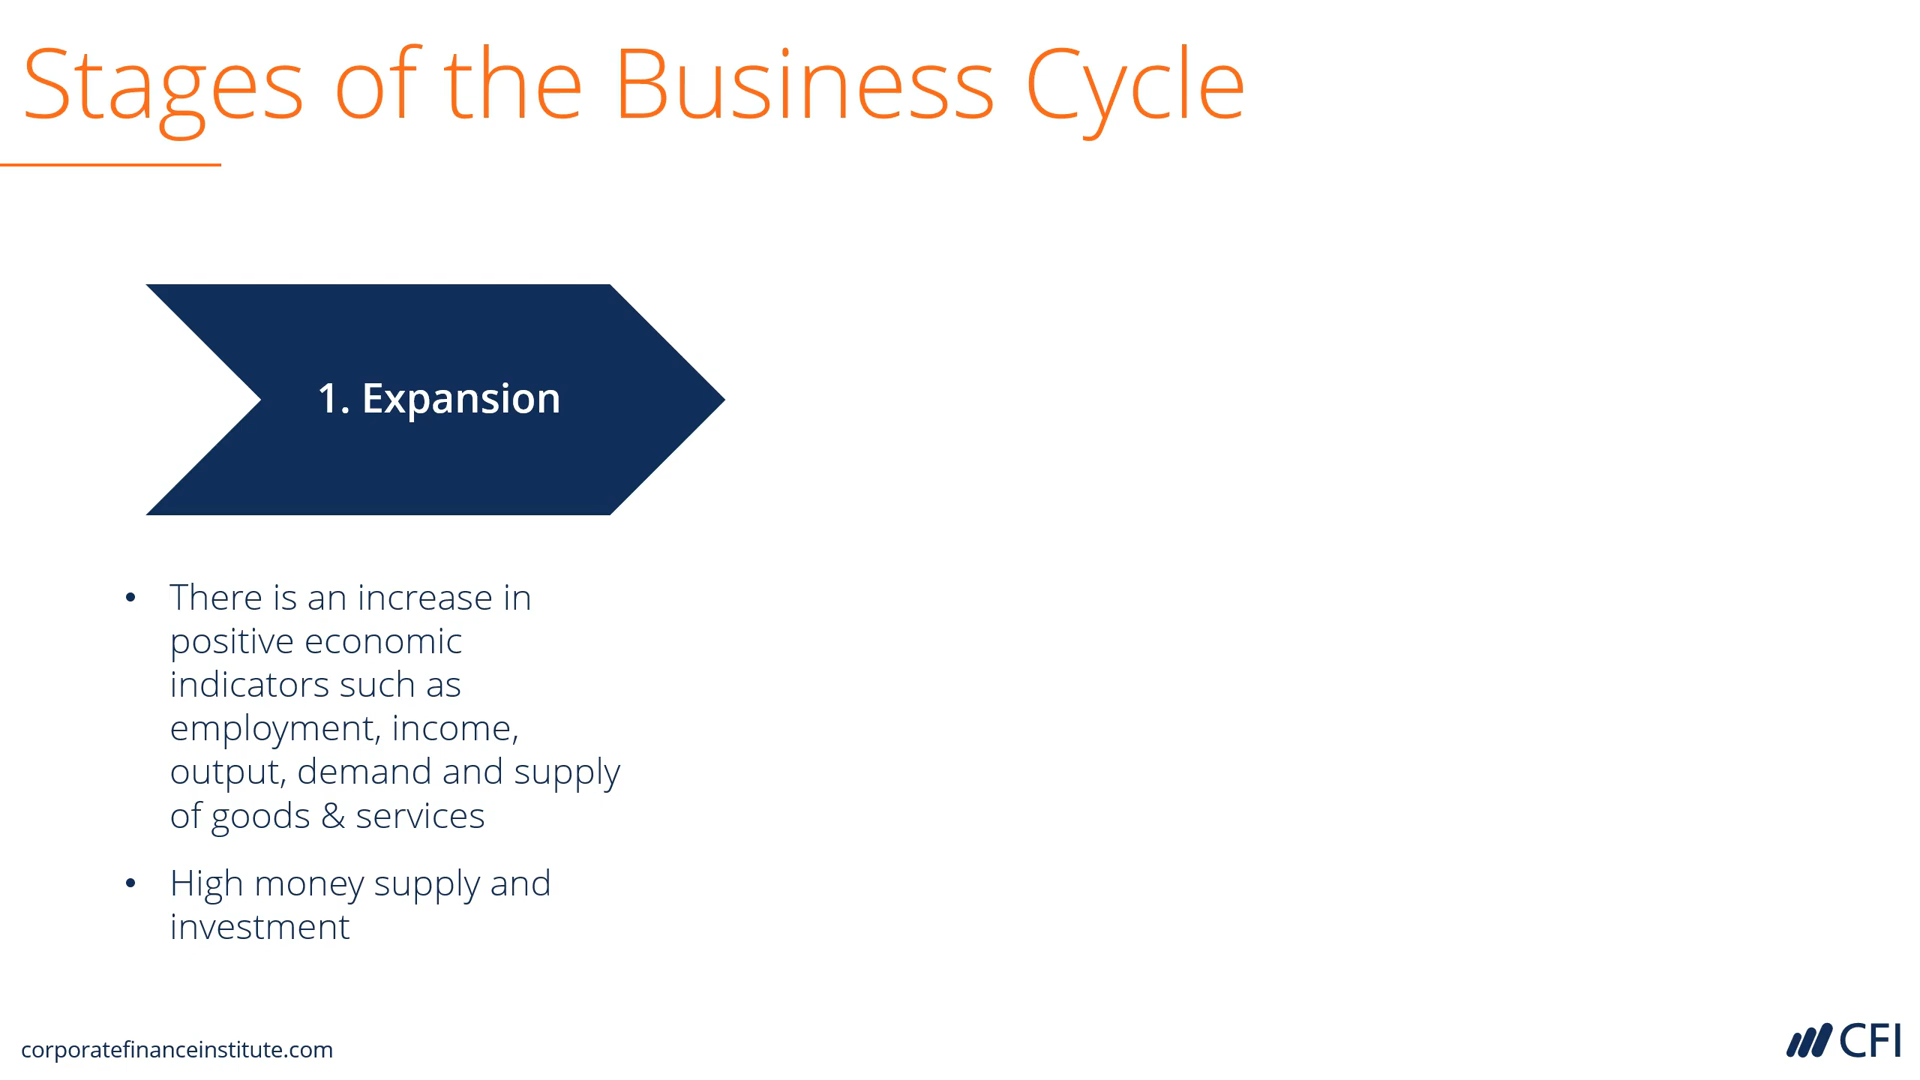 Stages of the Business Cycle
1. Expansion
• There is an increase in
positive economic
indicators such as
employment, income,
output, demand and supply
of goods & services
• High money supply and
investment
corporatefinanceinstitute.com
CFI